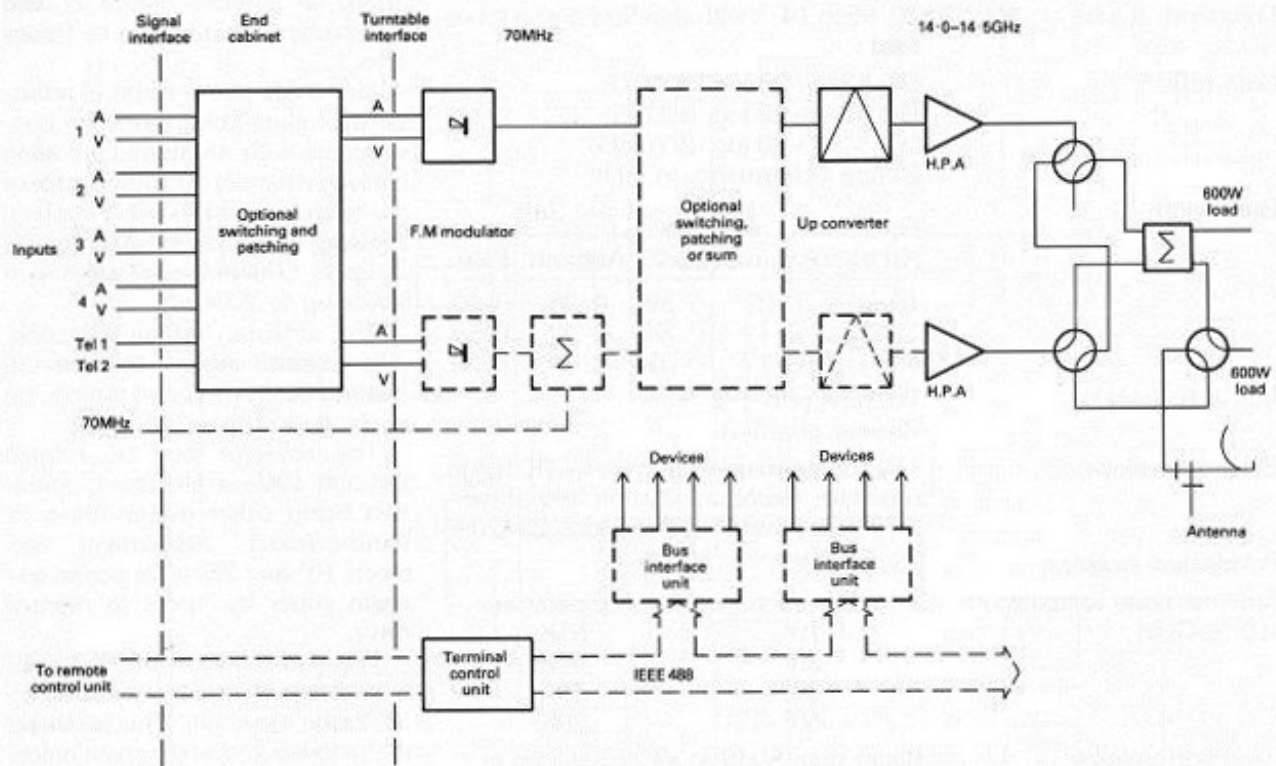 Signal
interface
End
cabinet
Turntable
interface
70MHz
14·0–14·5GHz
Inputs
A
1
V
A
2
V
A
3
V
A
4
V
Tel 1
Tel 2
70MHz
Optional
switching and
patching
A
V
A
V
F.M modulator
Σ
Optional
switching,
patching
or sum
Up converter
H.P.A
H.P.A
Σ
600W
load
600W
load
Antenna
Devices
Devices
Bus
interface
unit
Bus
interface
unit
To remote
control unit
Terminal
control
unit
IEEE 488